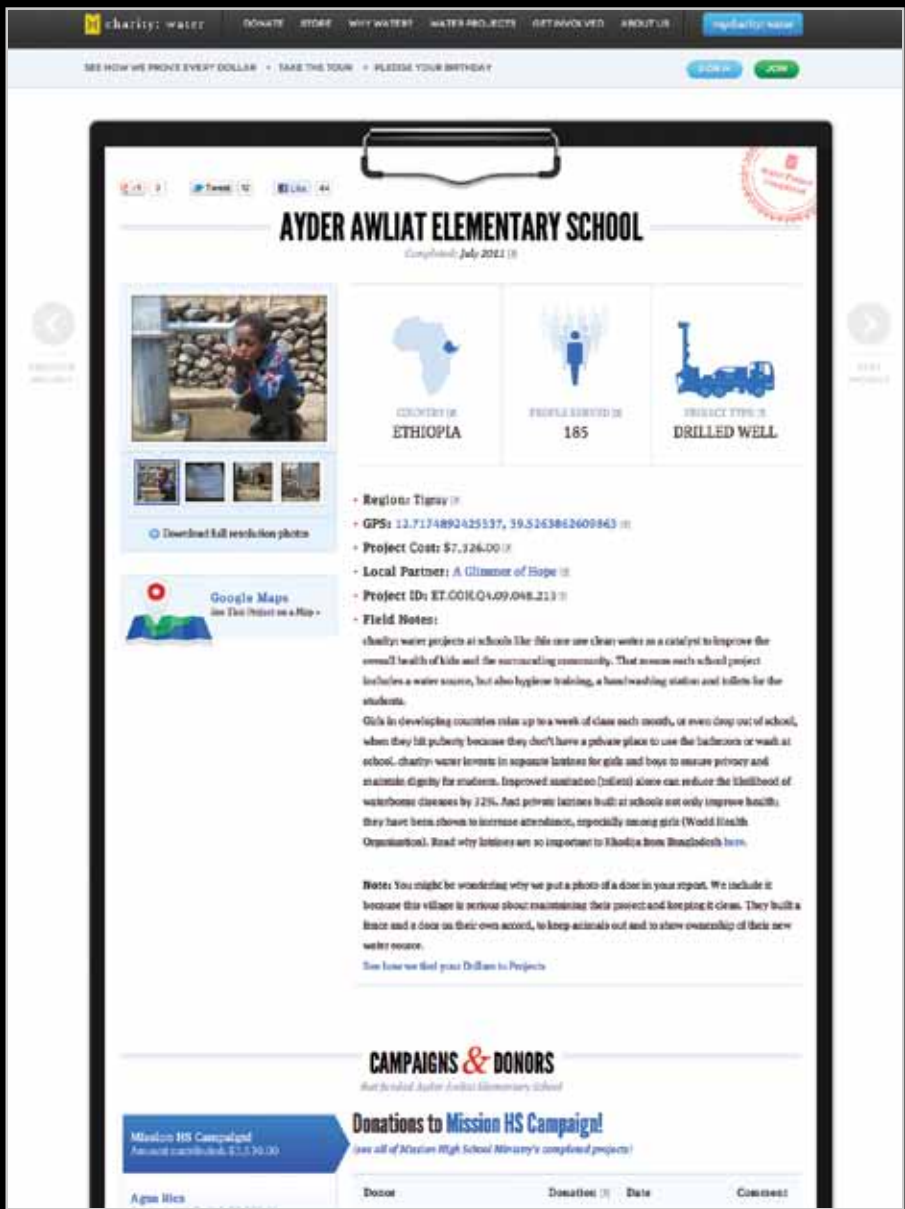 charity: water
DONATE STORE WHY WATER? WATER PROJECTS GET INVOLVED ABOUT US mycharity: water
SEE HOW WE PROVE EVERY DOLLAR • TAKE THE TOUR • PLEDGE YOUR BIRTHDAY
SIGN IN JOIN
Tweet 12 Like 44
Water Project
Completed
AYDER AWLIAT ELEMENTARY SCHOOL
Completed: July 2011 [?]
PREVIOUS
PROJECT
NEXT
PROJECT
COUNTRY [?]
ETHIOPIA
PEOPLE SERVED [?]
185
PROJECT TYPE [?]
DRILLED WELL
Download full resolution photos
Google Maps
See This Project on a Map »
• Region: Tigray [?]
• GPS: [?]
• Project Cost: $7,326.00 [?]
• Local Partner: A Glimmer of Hope [?]
• Project ID: [?]
• Field Notes:
charity: water projects at schools like this one use clean water as a catalyst to improve the
overall health of kids and the surrounding community. That means each school project
includes a water source, but also hygiene training, a handwashing station and toilets for the
students.
Girls in developing countries miss up to a week of class each month, or even drop out of school,
when they hit puberty because they don't have a private place to use the bathroom or wash at
school. charity: water invests in separate latrines for girls and boys to ensure privacy and
maintain dignity for students. Improved sanitation (toilets) alone can reduce the likelihood of
waterborne diseases by 32%. And private latrines built at schools not only improve health;
they have been shown to increase attendance, especially among girls (World Health
Organization). Read why latrines are so important to Khodija from Bangladesh here.
Note: You might be wondering why we put a photo of a door in your report. We include it
because this village is serious about maintaining their project and keeping it clean. They built a
fence and a door on their own accord, to keep animals out and to show ownership of their new
water source.
See how we tied your Dollars to Projects
CAMPAIGNS & DONORS
that funded Ayder Awliat Elementary School
Mission HS Campaign!
Amount contributed:
Agua Rica
Donations to Mission HS Campaign!
(see all of Mission High School Ministry's completed projects)
Donor Donation [?] Date Comment